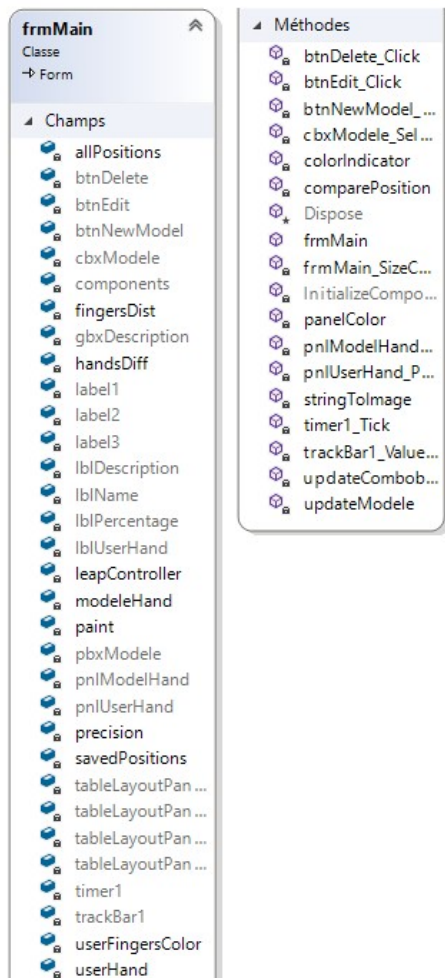 frmMain
Classe
Form
Champs
allPositions
btnDelete
btnEdit
btnNewModel
cbxModele
components
fingersDist
gbxDescription
handsDiff
label1
label2
label3
lblDescription
lblName
lblPercentage
lblUserHand
leapController
modeleHand
paint
pbxModele
pnlModelHand
pnlUserHand
precision
savedPositions
tableLayoutPan...
tableLayoutPan...
tableLayoutPan...
tableLayoutPan...
timer1
trackBar1
userFingersColor
userHand
Méthodes
btnDelete_Click
btnEdit_Click
btnNewModel_...
cbxModele_Sel...
colorIndicator
comparePosition
Dispose
frmMain
frmMain_SizeC...
InitializeCompo...
panelColor
pnlModelHand...
pnlUserHand_P...
stringToImage
timer1_Tick
trackBar1_Value...
updateCombob...
updateModele